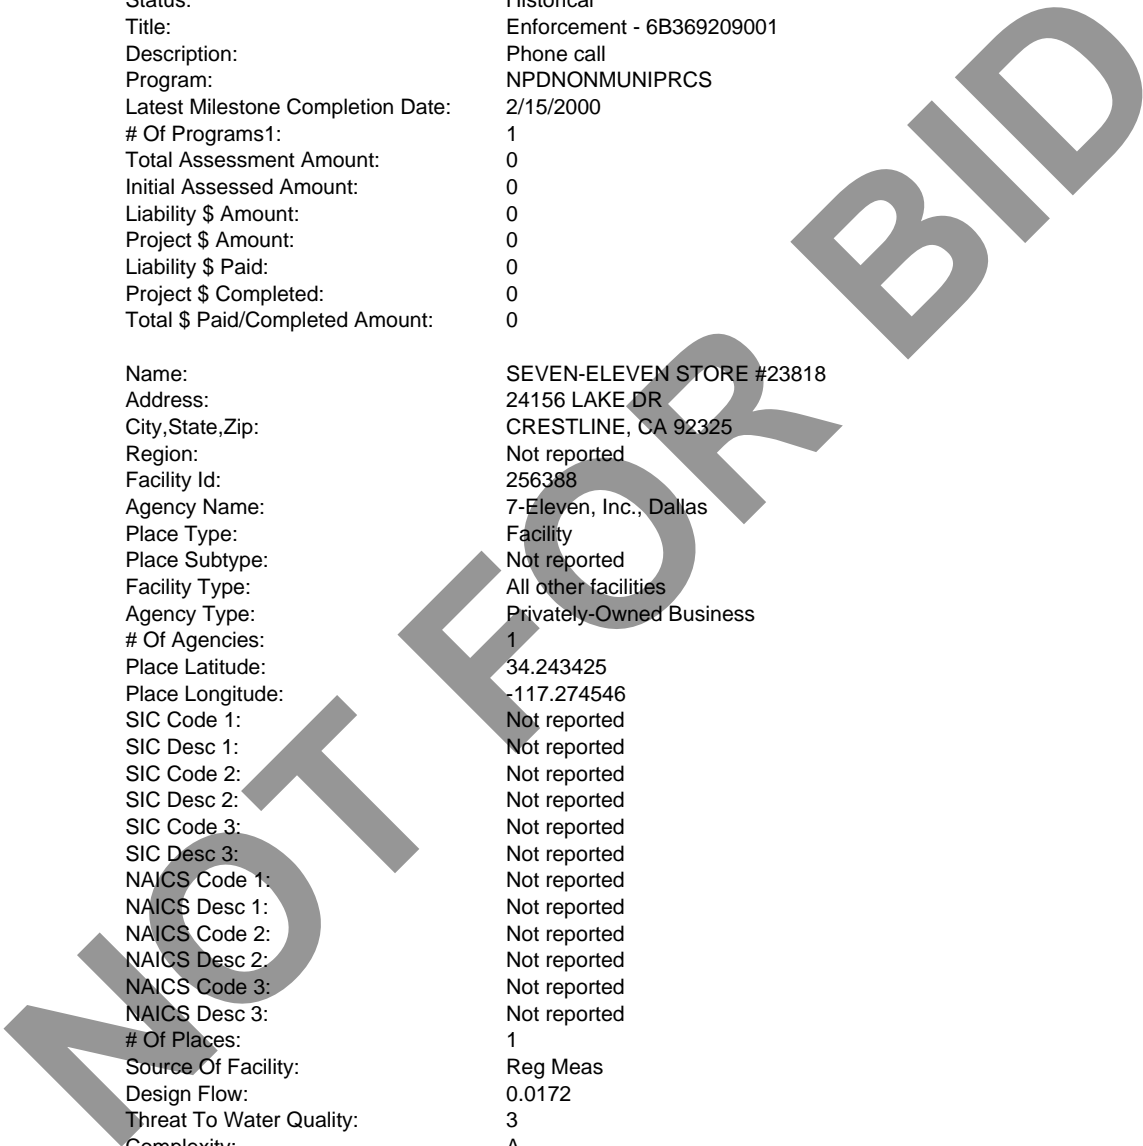 Status: Historical
Title: Enforcement - 6B369209001
Description: Phone call
Program: NPDNONMUNIPRCS
Latest Milestone Completion Date: 2/15/2000
# Of Programs1: 1
Total Assessment Amount: 0
Initial Assessed Amount: 0
Liability $ Amount: 0
Project $ Amount: 0
Liability $ Paid: 0
Project $ Completed: 0
Total $ Paid/Completed Amount: 0
Name: SEVEN-ELEVEN STORE #23818
Address: 24156 LAKE DR
City,State,Zip: CRESTLINE, CA 92325
Region: Not reported
Facility Id: 256388
Agency Name: 7-Eleven, Inc., Dallas
Place Type: Facility
Place Subtype: Not reported
Facility Type: All other facilities
Agency Type: Privately-Owned Business
# Of Agencies: 1
Place Latitude: 34.243425
Place Longitude: -117.274546
SIC Code 1: Not reported
SIC Desc 1: Not reported
SIC Code 2: Not reported
SIC Desc 2: Not reported
SIC Code 3: Not reported
SIC Desc 3: Not reported
NAICS Code 1: Not reported
NAICS Desc 1: Not reported
NAICS Code 2: Not reported
NAICS Desc 2: Not reported
NAICS Code 3: Not reported
NAICS Desc 3: Not reported
# Of Places: 1
Source Of Facility: Reg Meas
Design Flow: 0.0172
Threat To Water Quality: 3
Complexity: A
NOT FOR BID